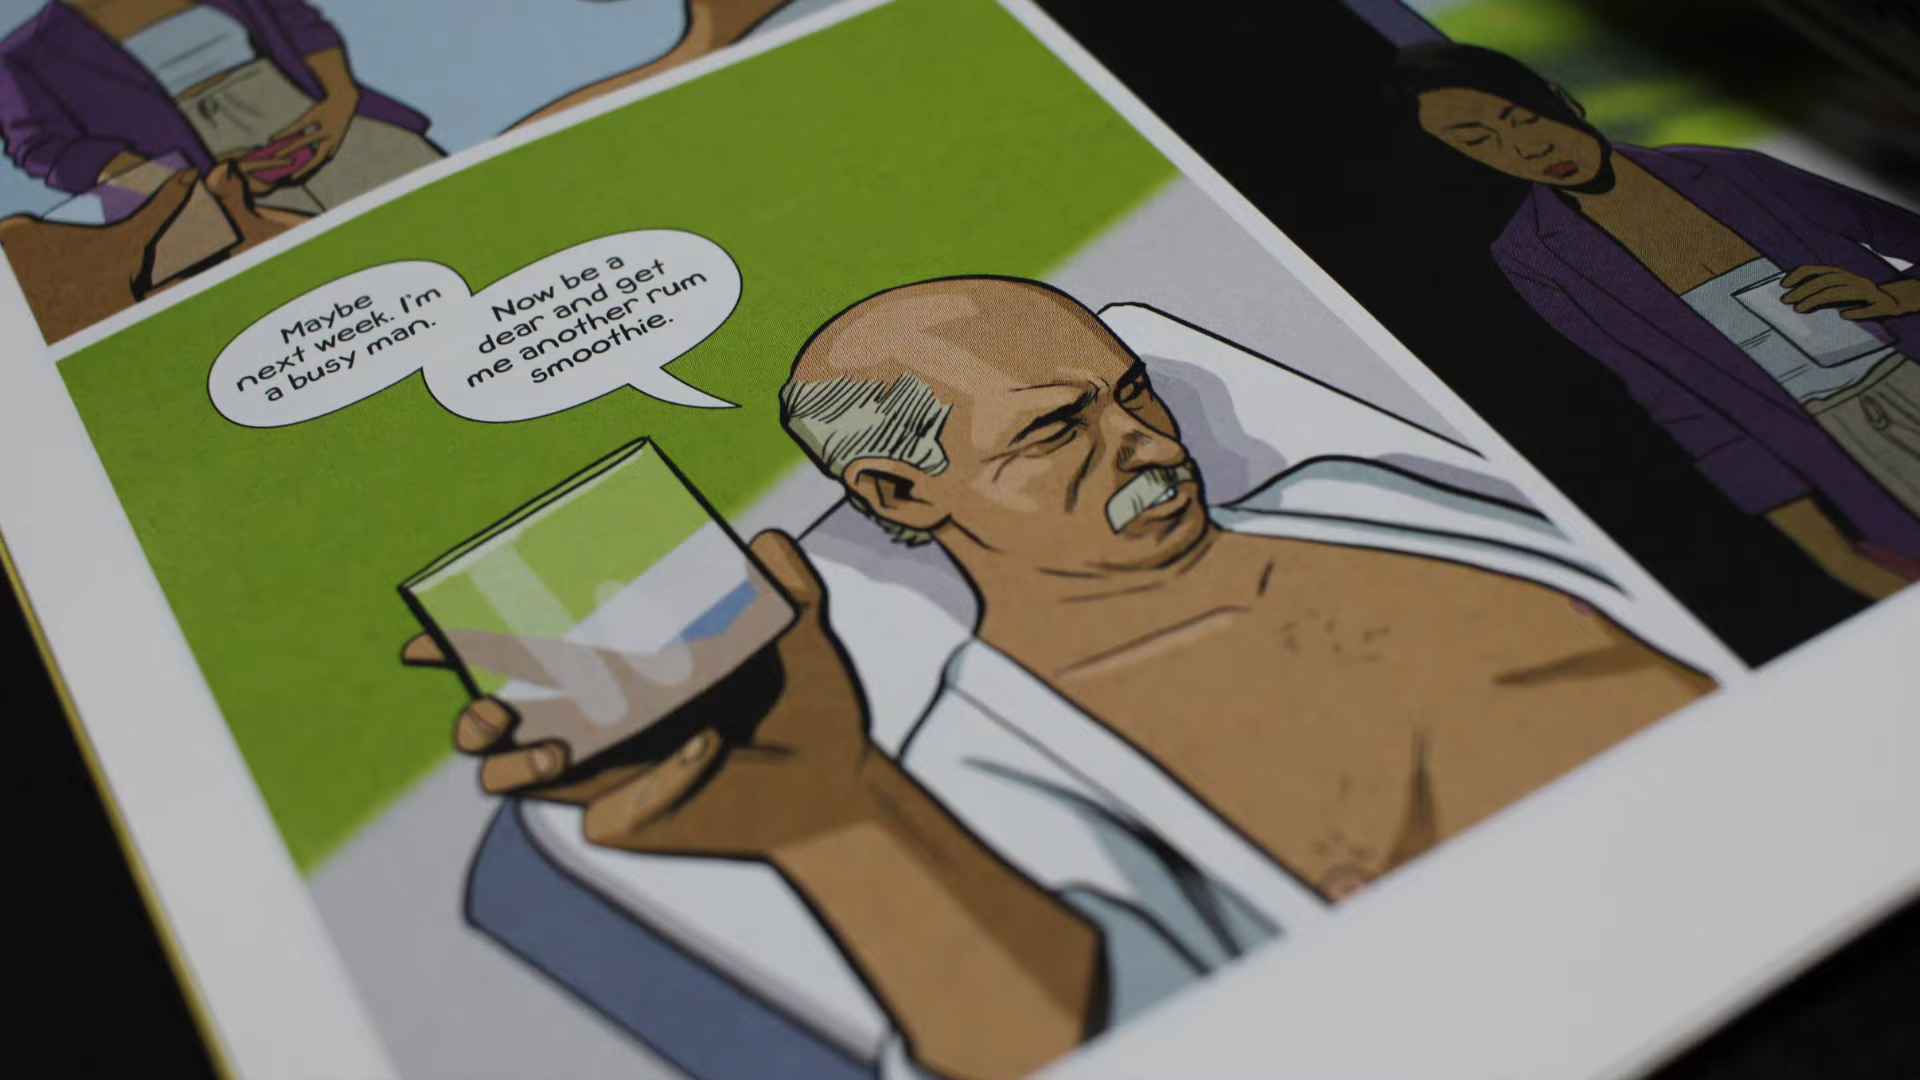 Maybe
next week. I'm
a busy man.
Now be a
dear and get
me another rum
smoothie.